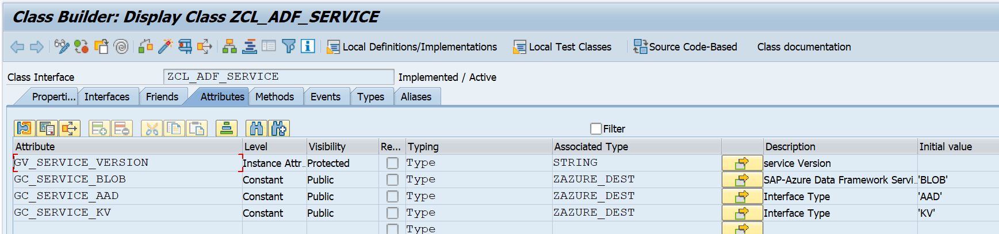 Class Builder: Display Class ZCL_ADF_SERVICE
Local Definitions/Implementations Local Test Classes Source Code-Based Class documentation
Class Interface ZCL_ADF_SERVICE Implemented / Active
Properti... Interfaces Friends Attributes Methods Events Types Aliases
Filter
Attribute Level Visibility Re... Typing Associated Type Description Initial value
GV_SERVICE_VERSION Instance Attr... Protected Type STRING service Version
GC_SERVICE_BLOB Constant Public Type ZAZURE_DEST SAP-Azure Data Framework Servi... 'BLOB'
GC_SERVICE_AAD Constant Public Type ZAZURE_DEST Interface Type 'AAD'
GC_SERVICE_KV Constant Public Type ZAZURE_DEST Interface Type 'KV'
Type